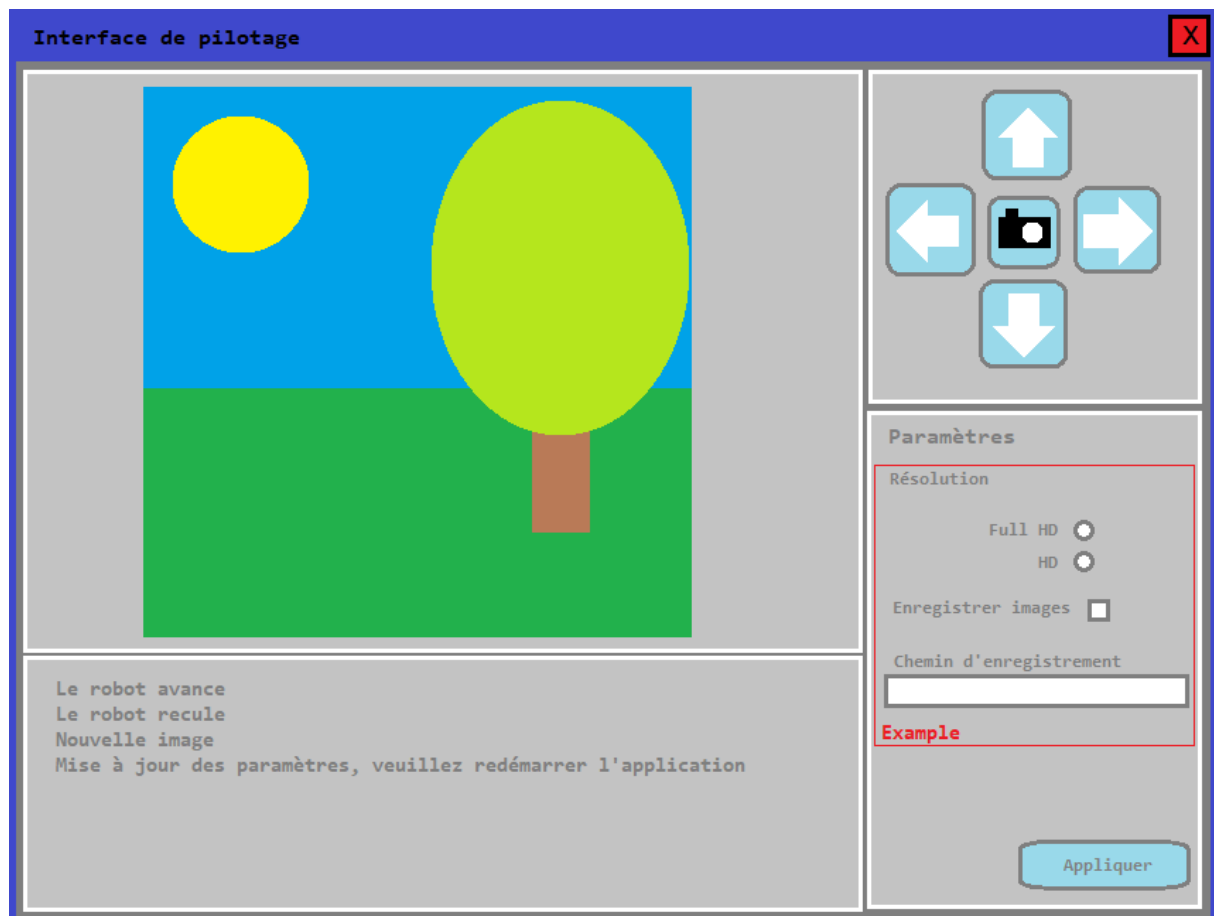 Interface de pilotage
X
Paramètres
Résolution
Full HD
HD
Enregistrer images
Chemin d'enregistrement
Example
Appliquer
Le robot avance
Le robot recule
Nouvelle image
Mise à jour des paramètres, veuillez redémarrer l'application